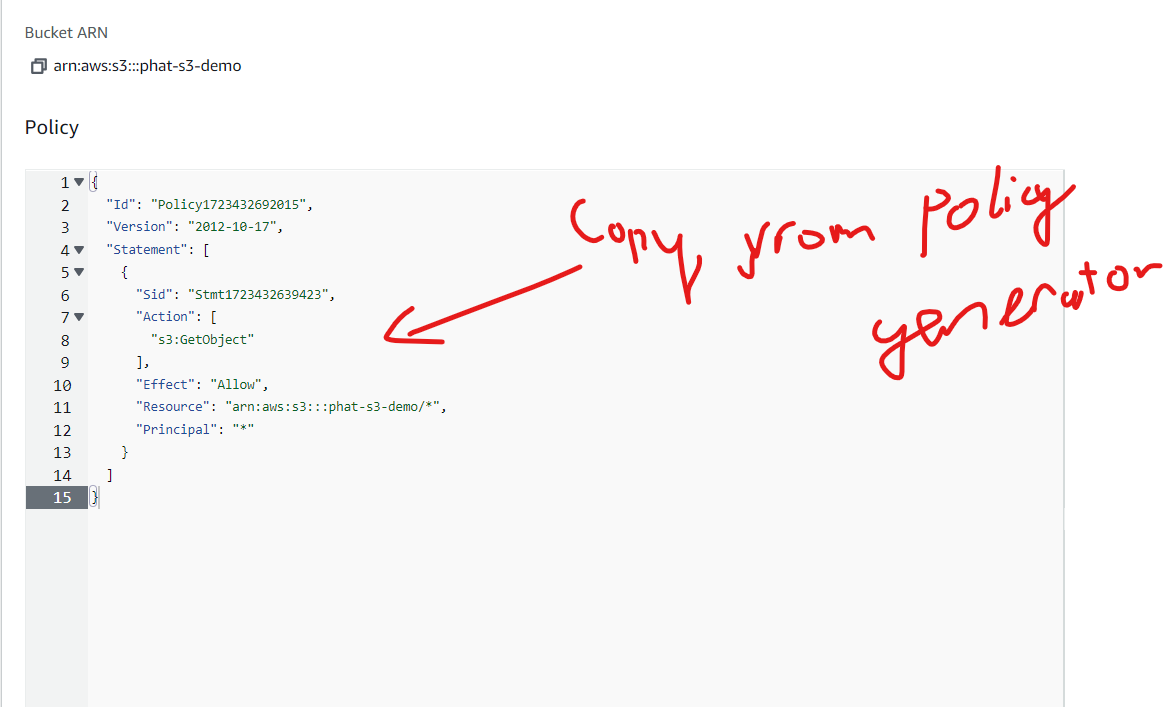 Bucket ARN
arn:aws:s3:::phat-s3-demo
Policy
1 {
2 "Id": "Policy1723432692015",
3 "Version": "2012-10-17",
4 "Statement": [
5 {
6 "Sid": "Stmt1723432639423",
7 "Action": [
8 "s3:GetObject"
9 ],
10 "Effect": "Allow",
11 "Resource": "arn:aws:s3:::phat-s3-demo/*",
12 "Principal": "*"
13 }
14 ]
15 }
Copy from policy
generator